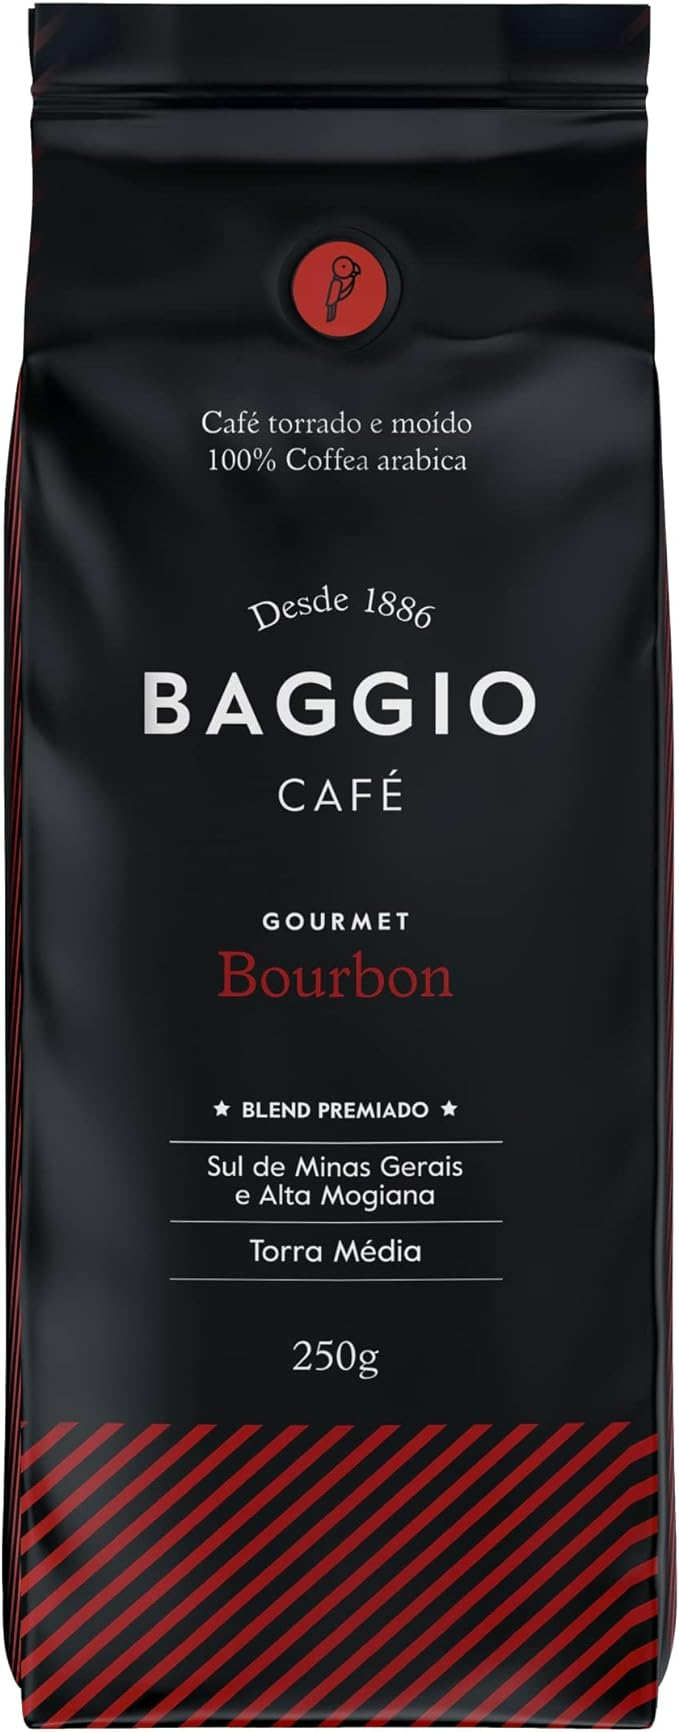 Café torrado e moído
100% Coffea arabica
Desde 1886
BAGGIO
CAFÉ
GOURMET
Bourbon
★ BLEND PREMIADO ★
Sul de Minas Gerais
e Alta Mogiana
Torra Média
250g